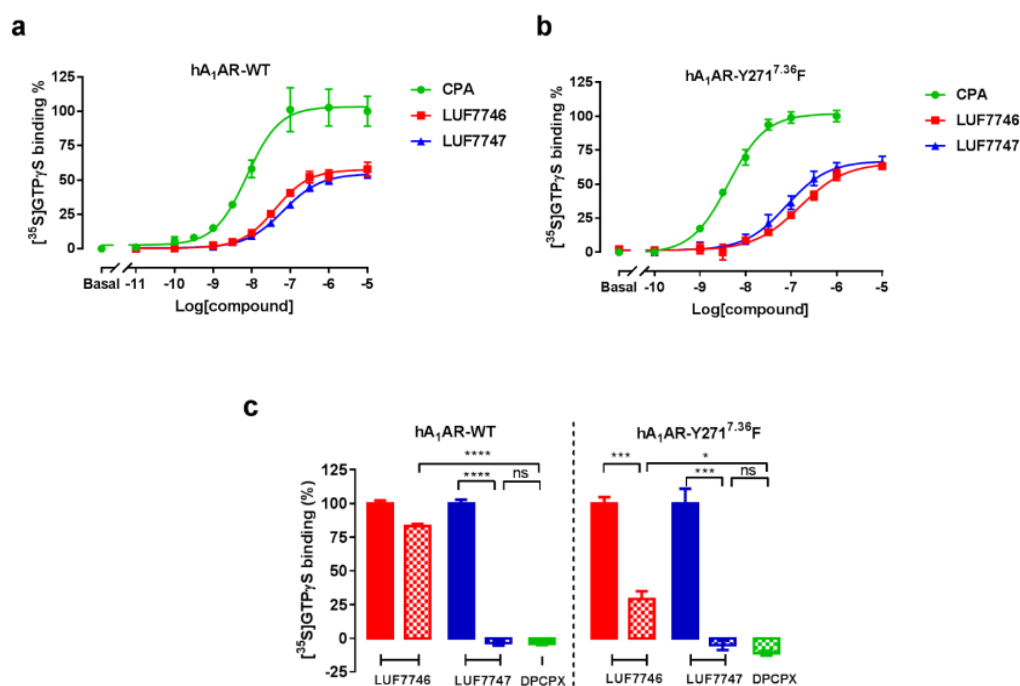 a
hA₁AR-WT
[³⁵S]GTPγS binding %
125
100
75
50
25
0
Basal -11 -10 -9 -8 -7 -6 -5
Log[compound]
CPA
LUF7746
LUF7747
b
hA₁AR-Y271⁷·³⁶F
[³⁵S]GTPγS binding %
125
100
75
50
25
0
Basal -10 -9 -8 -7 -6 -5
Log[compound]
CPA
LUF7746
LUF7747
c
hA₁AR-WT
hA₁AR-Y271⁷·³⁶F
[³⁵S]GTPγS binding (%)
125
100
75
50
25
0
-25
****
**** ns
*** *
*** ns
LUF7746 LUF7747 DPCPX
LUF7746 LUF7747 DPCPX